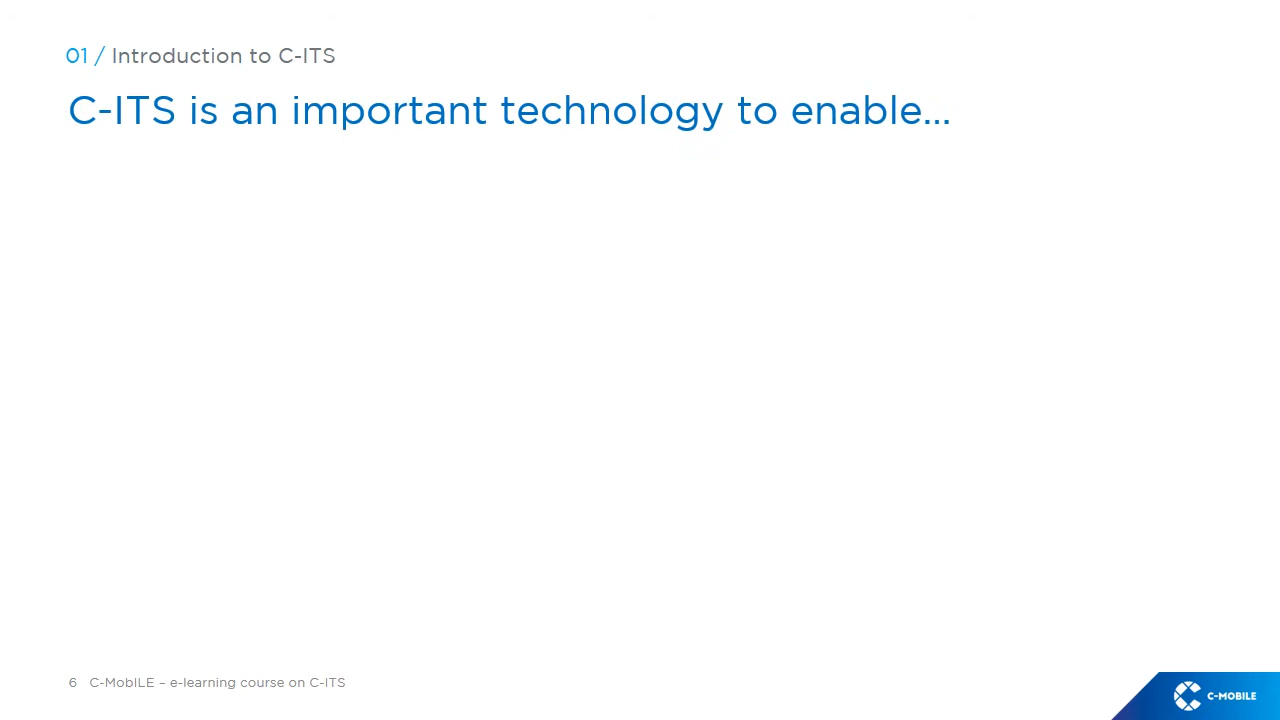 01 / Introduction to C-ITS
C-ITS is an important technology to enable...
6 C-MobILE – e-learning course on C-ITS
C-MOBILE